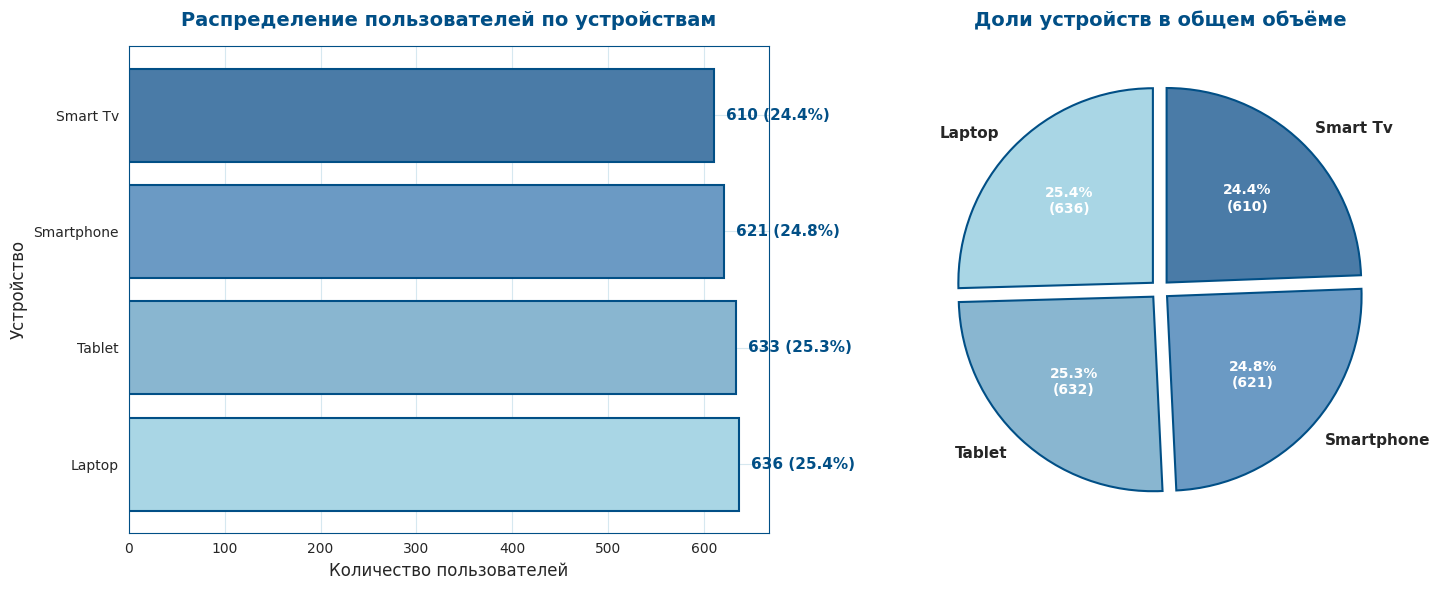 Распределение пользователей по устройствам
Smart Tv
610 (24.4%)
Smartphone
621 (24.8%)
Tablet
633 (25.3%)
Laptop
636 (25.4%)
0 100 200 300 400 500 600
Количество пользователей
Устройство
Доли устройств в общем объёме
Laptop
25.4%
(636)
Smart Tv
24.4%
(610)
Tablet
25.3%
(632)
Smartphone
24.8%
(621)